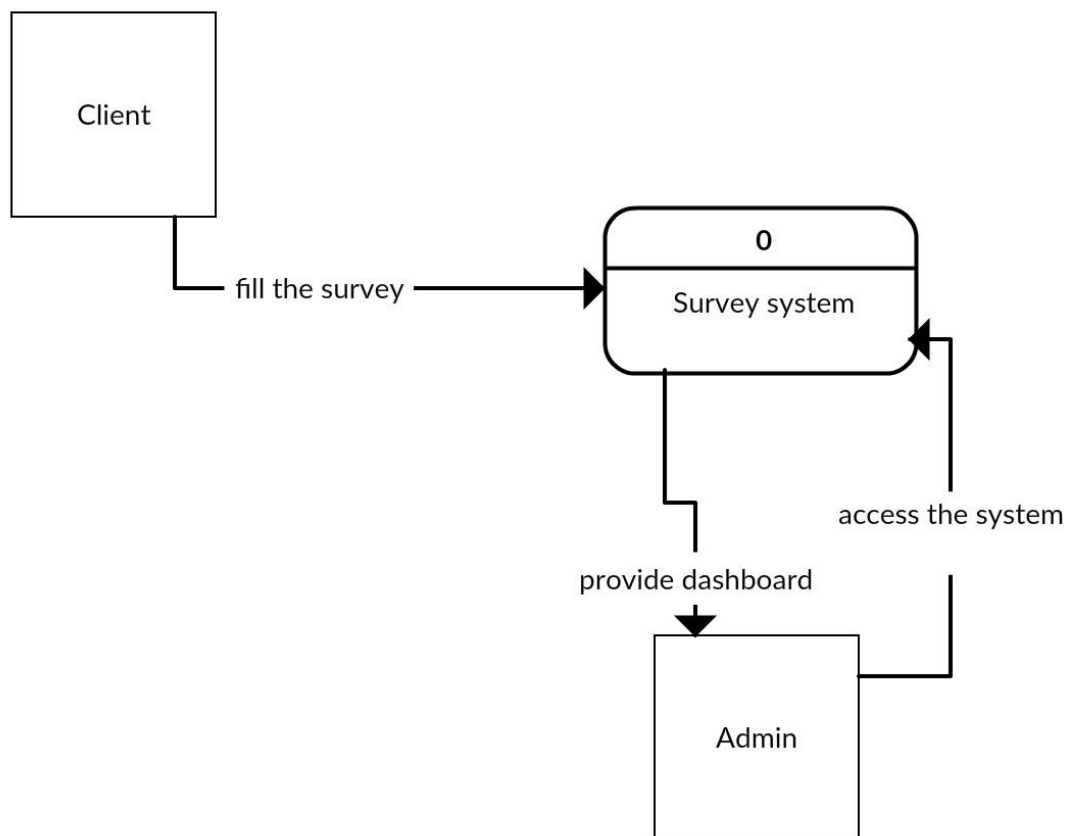 Client
0
fill the survey
Survey system
access the system
provide dashboard
Admin